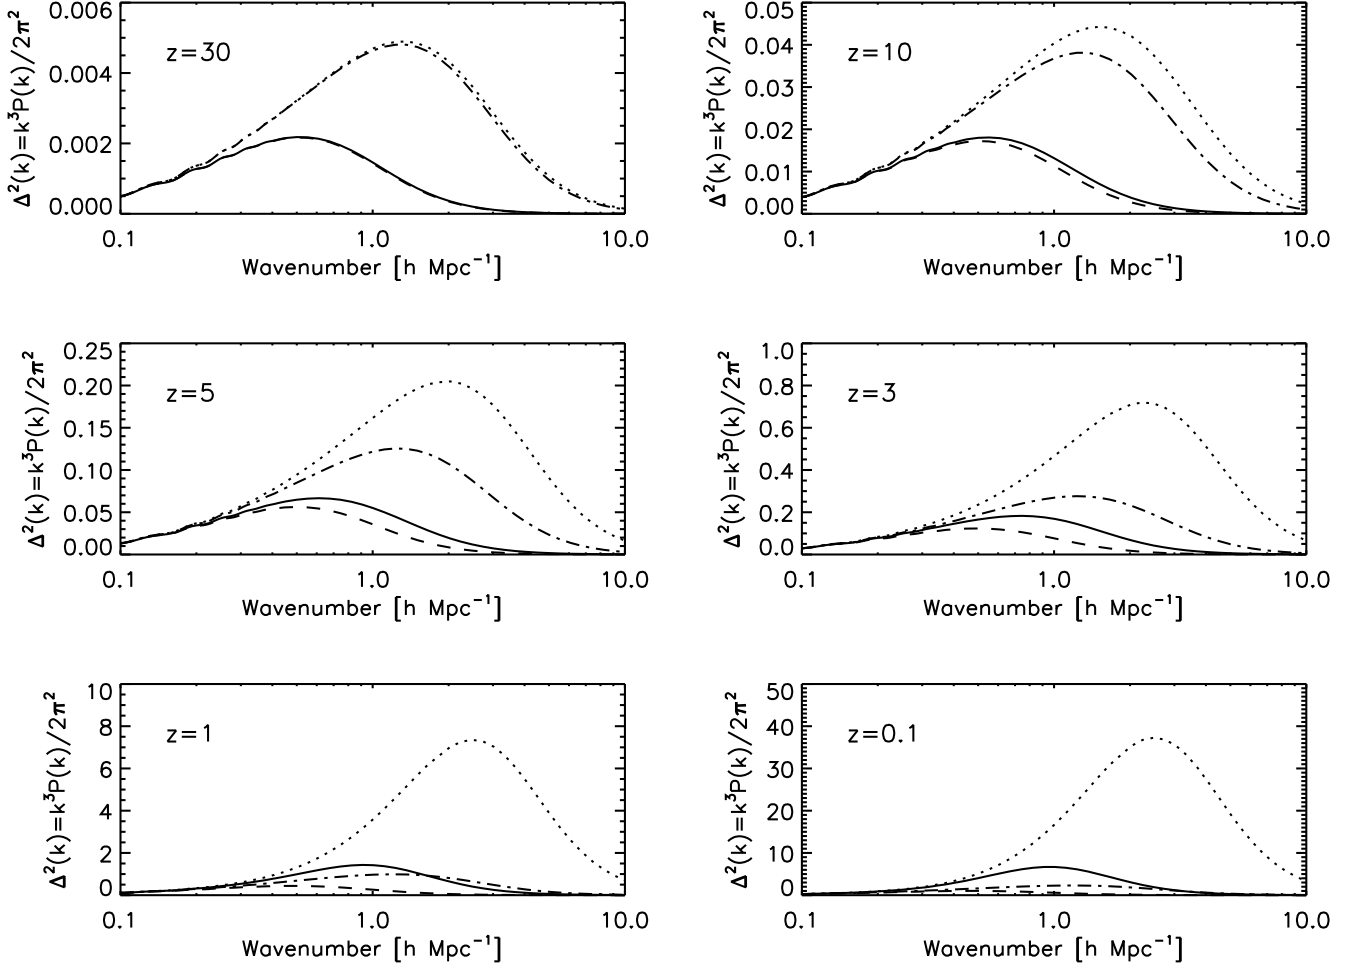 Δ²(k)=k³P(k)/2π²
0.006
0.004
0.002
0.000
z=30
0.1
1.0
10.0
Wavenumber [h Mpc⁻¹]
Δ²(k)=k³P(k)/2π²
0.05
0.04
0.03
0.02
0.01
0.00
z=10
0.1
1.0
10.0
Wavenumber [h Mpc⁻¹]
Δ²(k)=k³P(k)/2π²
0.25
0.20
0.15
0.10
0.05
0.00
z=5
0.1
1.0
10.0
Wavenumber [h Mpc⁻¹]
Δ²(k)=k³P(k)/2π²
1.0
0.8
0.6
0.4
0.2
0.0
z=3
0.1
1.0
10.0
Wavenumber [h Mpc⁻¹]
Δ²(k)=k³P(k)/2π²
10
8
6
4
2
0
z=1
0.1
1.0
10.0
Wavenumber [h Mpc⁻¹]
Δ²(k)=k³P(k)/2π²
50
40
30
20
10
0
z=0.1
0.1
1.0
10.0
Wavenumber [h Mpc⁻¹]